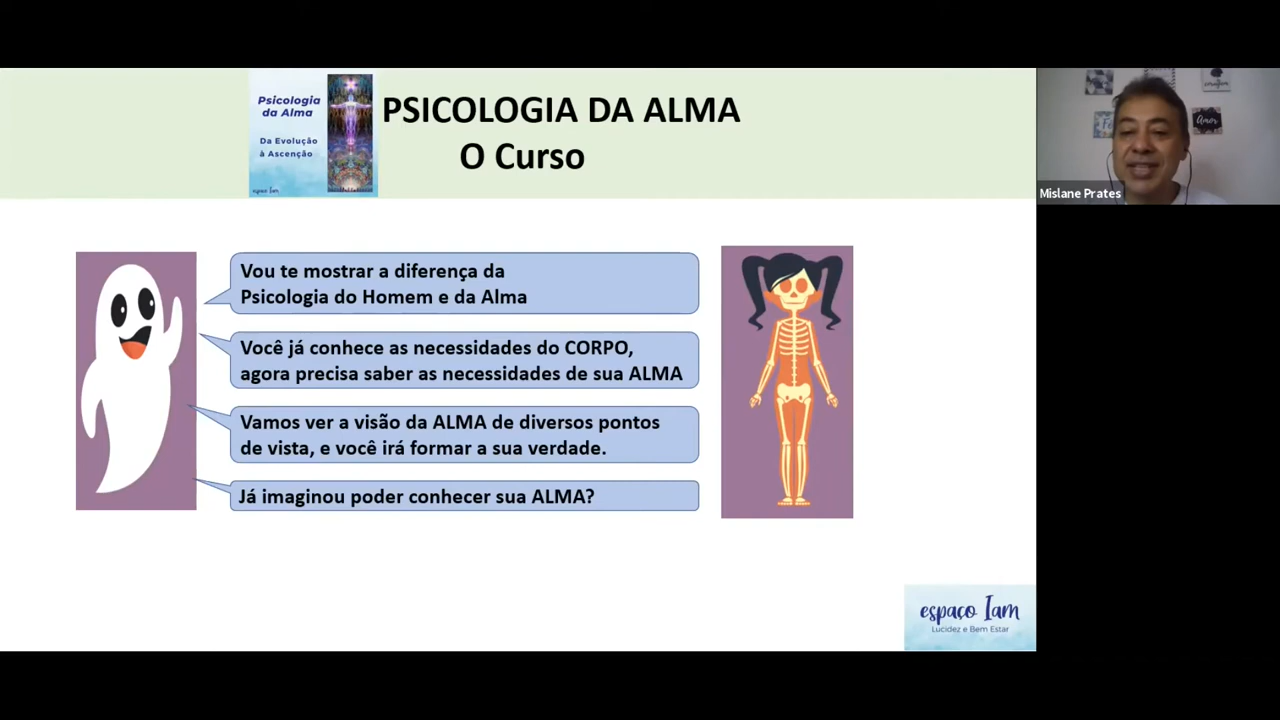 Psicologia
da Alma
Da Evolução
à Ascenção
espaço Iam
PSICOLOGIA DA ALMA
O Curso
Mislane Prates
Amor
Vou te mostrar a diferença da
Psicologia do Homem e da Alma
Você já conhece as necessidades do CORPO,
agora precisa saber as necessidades de sua ALMA
Vamos ver a visão da ALMA de diversos pontos
de vista, e você irá formar a sua verdade.
Já imaginou poder conhecer sua ALMA?
espaço Iam
Lucidez e Bem Estar